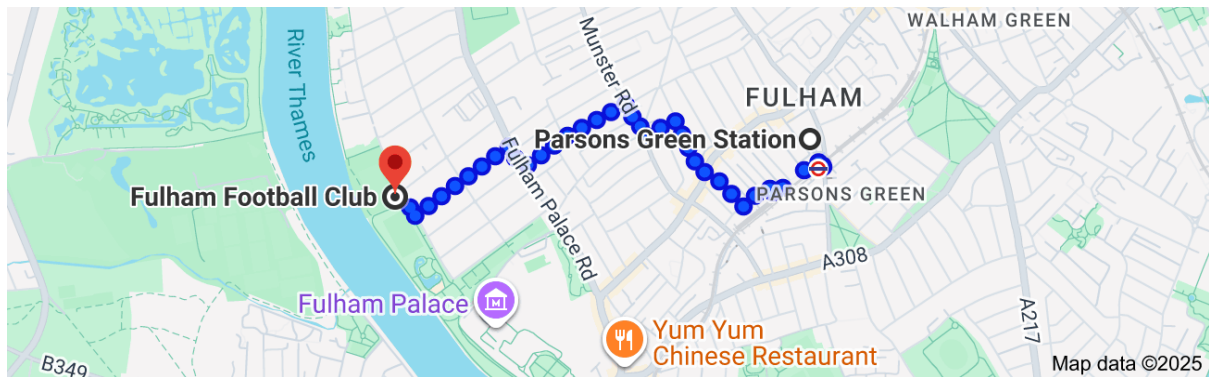 WALHAM GREEN
River Thames
Munster Rd
FULHAM
Parsons Green Station
Fulham Palace Rd
Fulham Football Club
PARSONS GREEN
A308
Fulham Palace
M
A217
Yum Yum
Chinese Restaurant
B349
Map data ©2025